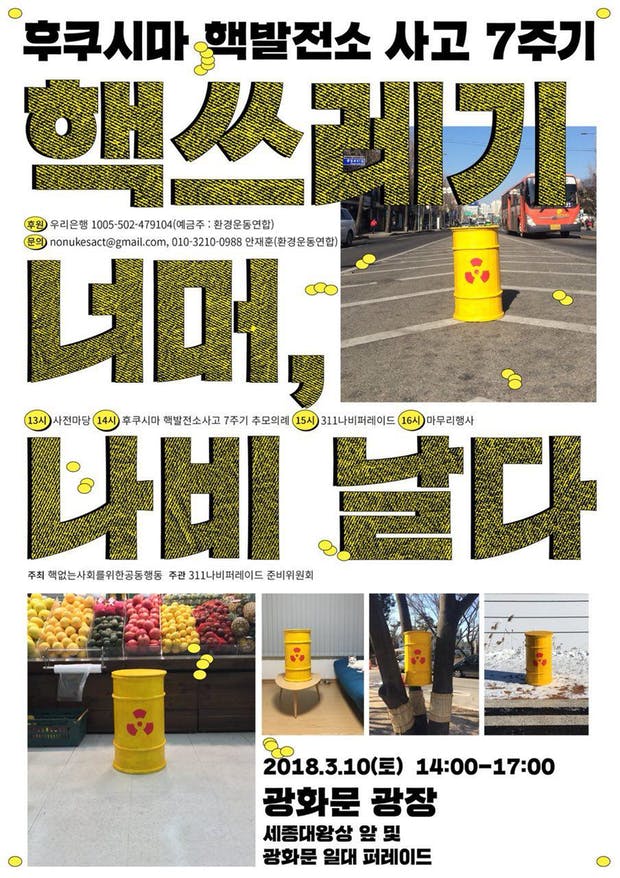 후쿠시마 핵발전소 사고 7주기
핵쓰레기
후원 우리은행 1005-502-479104(예금주 : 환경운동연합)
문의 nonukesact@gmail.com, 010-3210-0988 안재훈(환경운동연합)
너머,
13시 사전마당 14시 후쿠시마 핵발전소사고 7주기 추모의례 15시 311나비퍼레이드 16시 마무리행사
나비 날다
주최 핵없는사회를위한공동행동 주관 311나비퍼레이드 준비위원회
2018.3.10(토) 14:00-17:00
광화문 광장
세종대왕상 앞 및
광화문 일대 퍼레이드